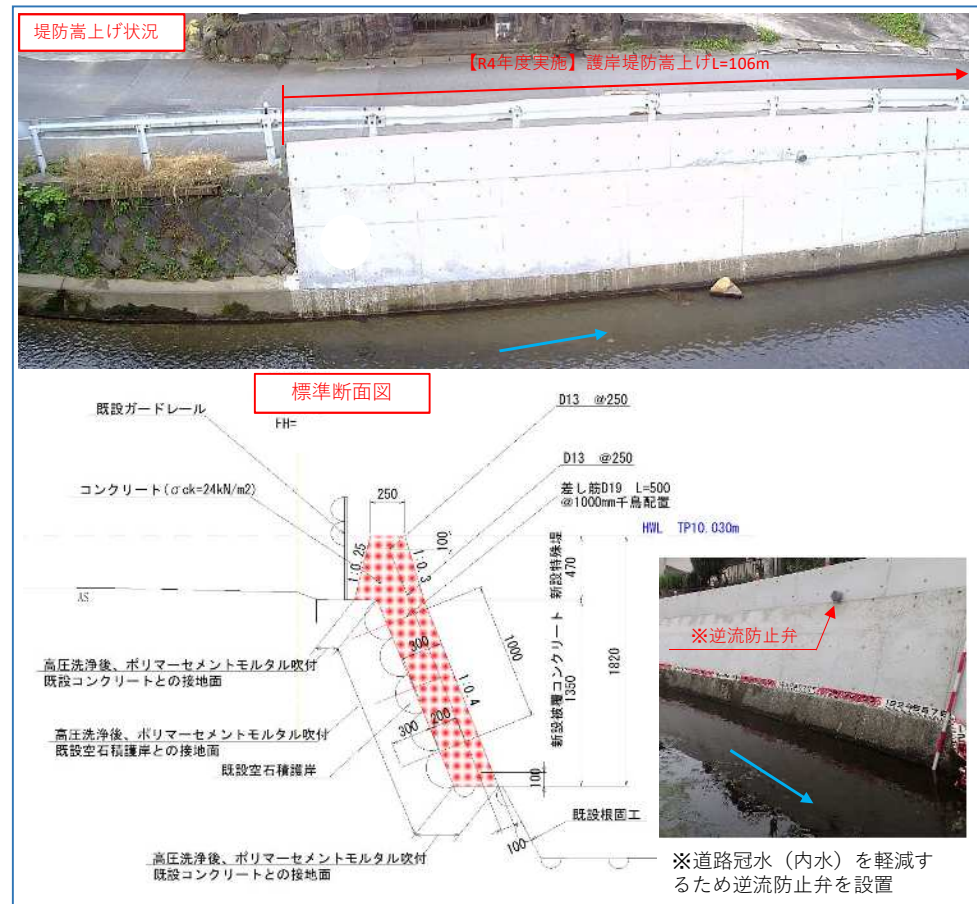 堤防嵩上げ状況
【R4年度実施】護岸堤防嵩上げL=106m
標準断面図
既設ガードレール
FH=
D13 @250
D13 @250
コンクリート(σck=24kN/m2)
250
差し筋D19 L=500
@1000mm千鳥配置
HWL TP10.030m
1:0.25
1:0.3
100
新設特殊堤
470
AS
300
1000
1:0.4
新設被覆コンクリート
1350
1820
※逆流防止弁
高圧洗浄後、ポリマーセメントモルタル吹付
既設コンクリートとの接地面
高圧洗浄後、ポリマーセメントモルタル吹付
既設空石積護岸との接地面
300
200
既設空石積護岸
100
既設根固工
100
高圧洗浄後、ポリマーセメントモルタル吹付
既設コンクリートとの接地面
※道路冠水（内水）を軽減す
るため逆流防止弁を設置